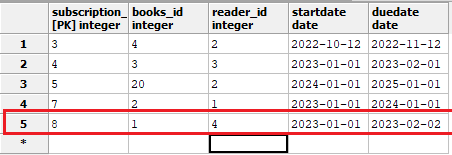 subscription_ books_id reader_id startdate duedate
[PK] integer integer integer date date
1 3 4 2 2022-10-12 2022-11-12
2 4 3 3 2023-01-01 2023-02-01
3 5 20 2 2024-01-01 2025-01-01
4 7 2 1 2023-01-01 2024-01-01
5 8 1 4 2023-01-01 2023-02-02
*